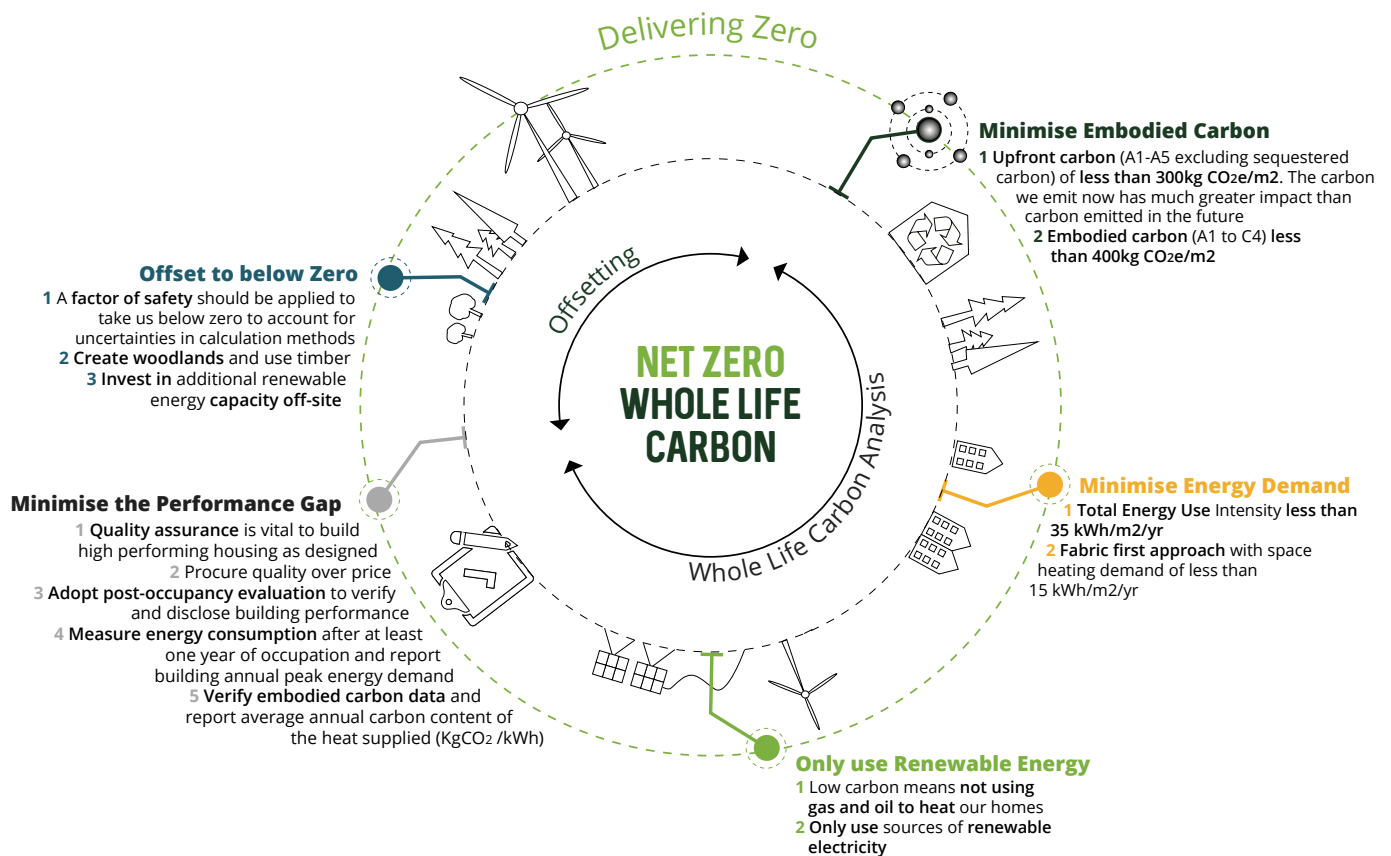 Delivering Zero
Minimise Embodied Carbon
1 Upfront carbon (A1-A5 excluding sequestered
carbon) of less than 300kg CO2e/m2. The carbon
we emit now has much greater impact than
carbon emitted in the future
2 Embodied carbon (A1 to C4) less
than 400kg CO2e/m2
Offset to below Zero
1 A factor of safety should be applied to
take us below zero to account for
uncertainties in calculation methods
2 Create woodlands and use timber
3 Invest in additional renewable
energy capacity off-site
Offsetting
NET ZERO
WHOLE LIFE
CARBON
Whole Life Carbon Analysis
Minimise Energy Demand
1 Total Energy Use Intensity less than
35 kWh/m2/yr
2 Fabric first approach with space
heating demand of less than
15 kWh/m2/yr
Minimise the Performance Gap
1 Quality assurance is vital to build
high performing housing as designed
2 Procure quality over price
3 Adopt post-occupancy evaluation to verify
and disclose building performance
4 Measure energy consumption after at least
one year of occupation and report
building annual peak energy demand
5 Verify embodied carbon data and
report average annual carbon content of
the heat supplied (KgCO2 /kWh)
Only use Renewable Energy
1 Low carbon means not using
gas and oil to heat our homes
2 Only use sources of renewable
electricity